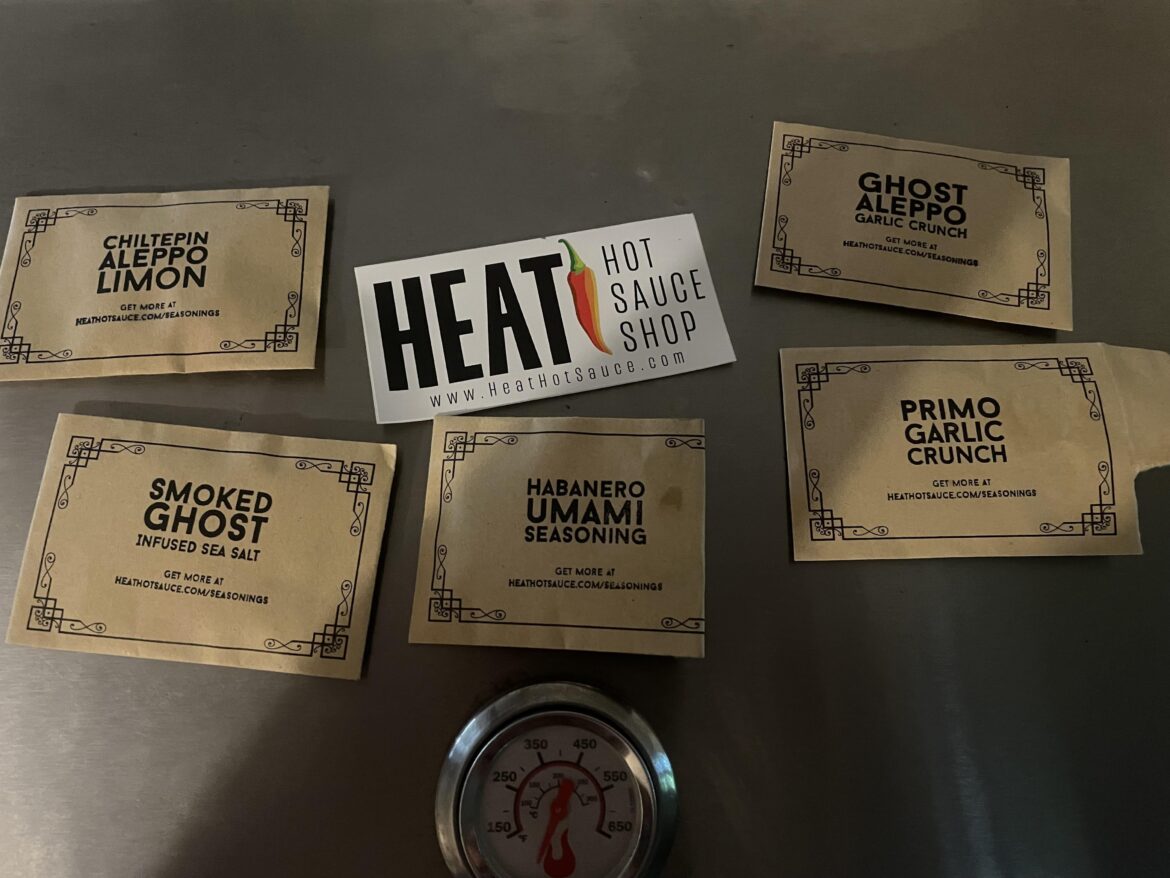 CHILTEPIN
ALEPPO
LIMON
GET MORE AT
HEATHOTSAUCE.COM/SEASONINGS
HEAT
HOT
SAUCE
SHOP
www.HeatHotSauce.com
GHOST
ALEPPO
GARLIC CRUNCH
GET MORE AT
HEATHOTSAUCE.COM/SEASONINGS
SMOKED
GHOST
INFUSED SEA SALT
GET MORE AT
HEATHOTSAUCE.COM/SEASONINGS
HABANERO
UMAMI
SEASONING
GET MORE AT
HEATHOTSAUCE.COM/SEASONINGS
PRIMO
GARLIC
CRUNCH
GET MORE AT
HEATHOTSAUCE.COM/SEASONINGS
150 250 350 450 550 650
°F